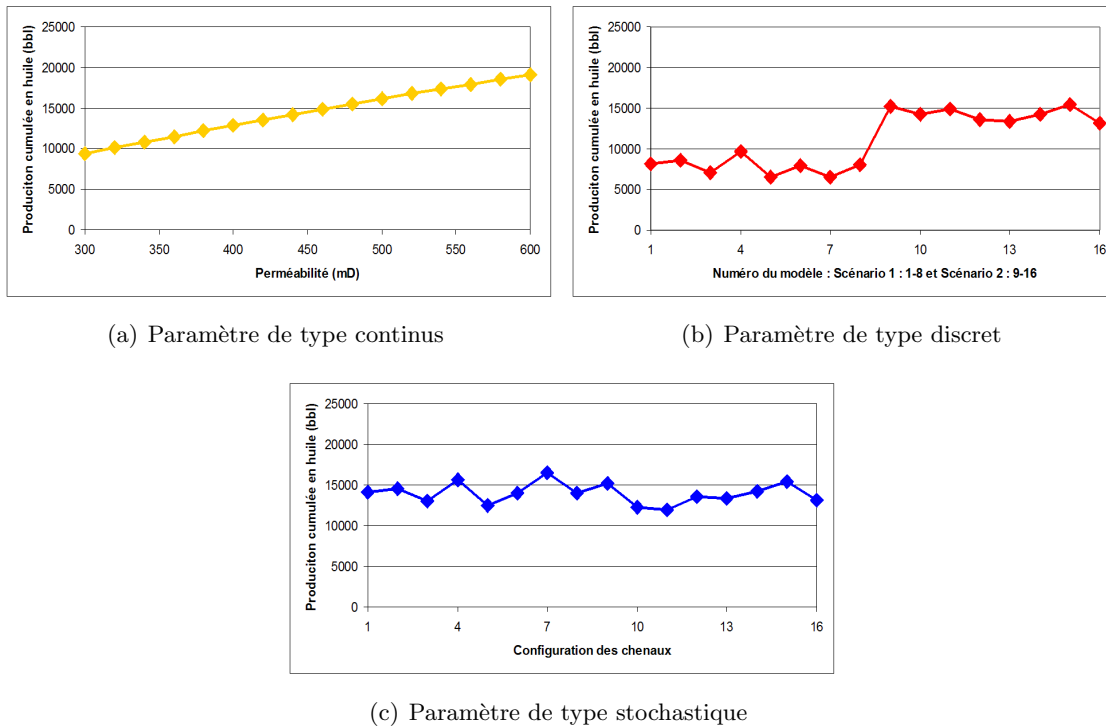 25000
20000
15000
10000
5000
0
Produciton cumulée en huile (bbl)
300 350 400 450 500 550 600
Perméabilité (mD)
(a) Paramètre de type continus
25000
20000
15000
10000
5000
0
Produciton cumulée en huile (bbl)
1 4 7 10 13 16
Numéro du modèle : Scénario 1 : 1-8 et Scénario 2 : 9-16
(b) Paramètre de type discret
25000
20000
15000
10000
5000
0
Produciton cumulée en huile (bbl)
1 4 7 10 13 16
Configuration des chenaux
(c) Paramètre de type stochastique